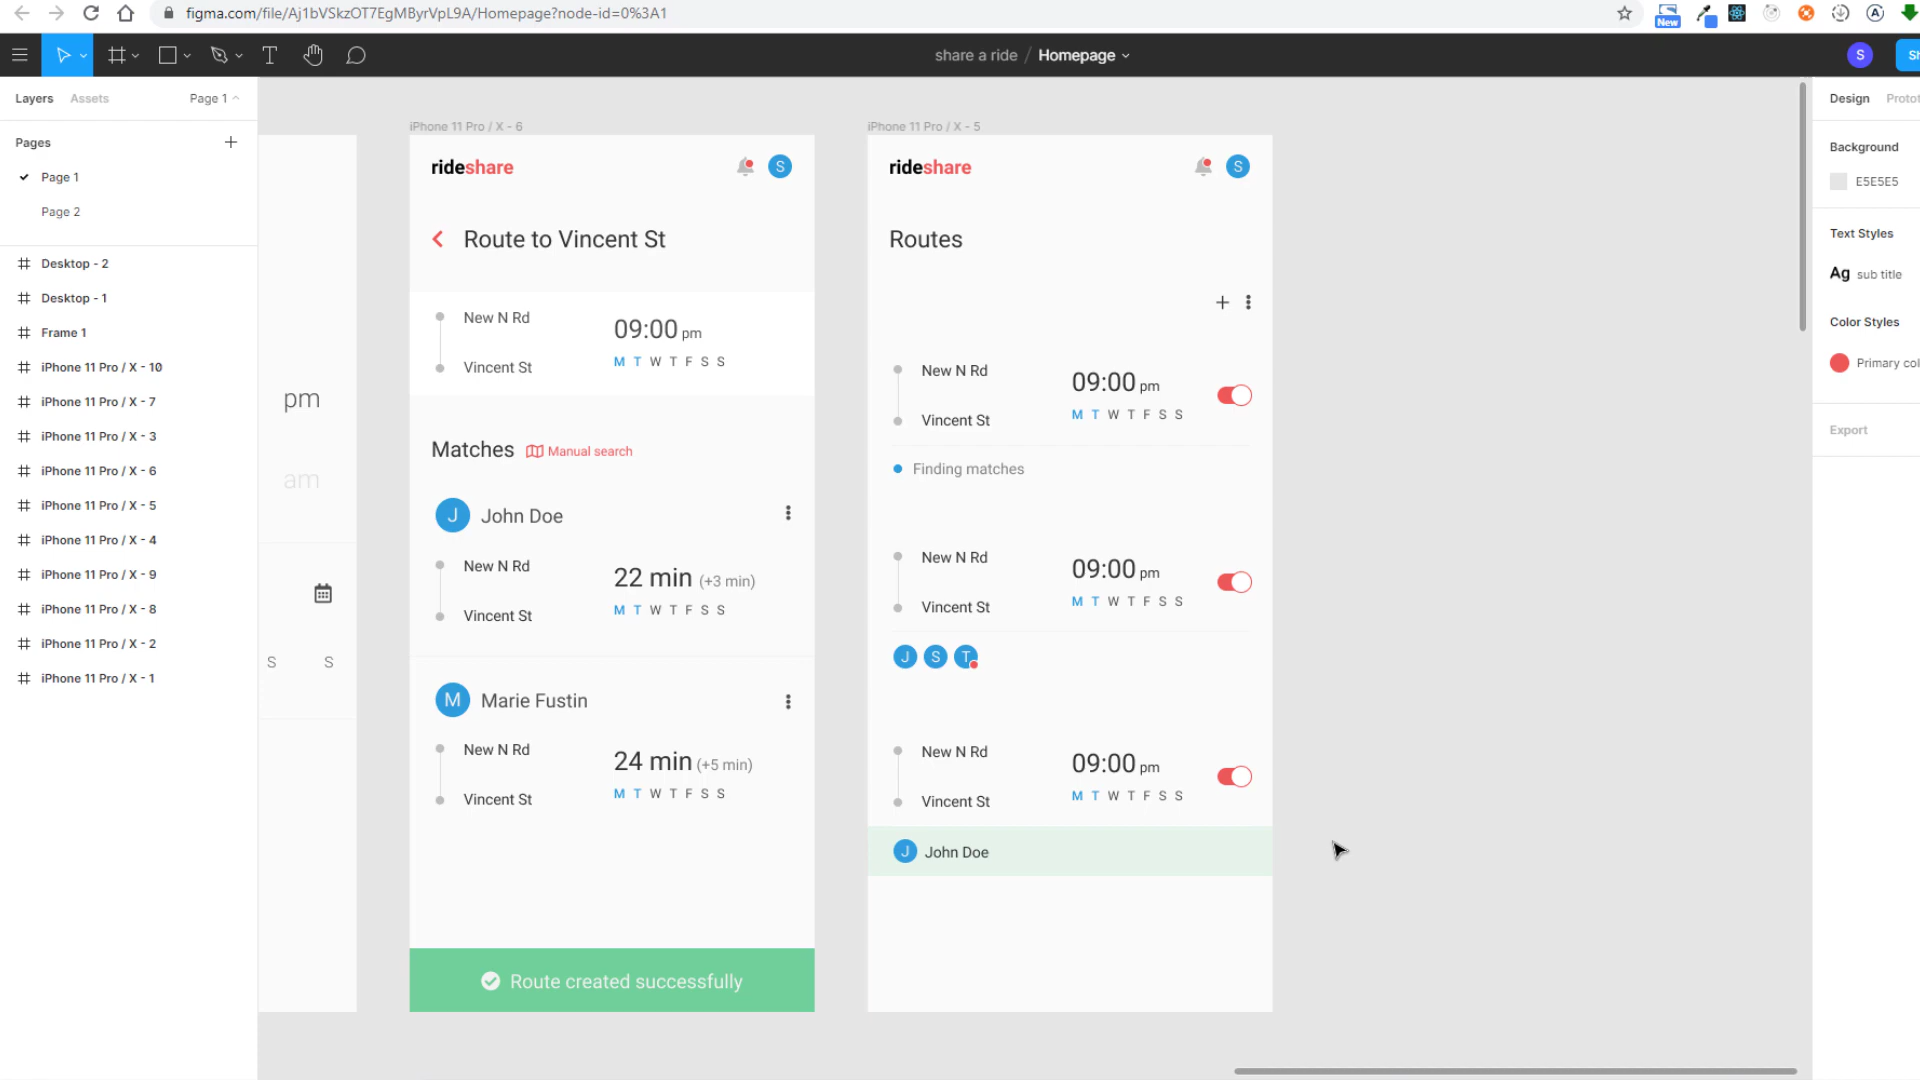 figma.com/file/Aj1bVSkzOT7EgMByrVpL9A/Homepage?node-id=0%3A1
New
A
T
share a ride / Homepage
S
Sh
Layers
Assets
Page 1
Pages
Page 1
Page 2
Desktop - 2
Desktop - 1
Frame 1
iPhone 11 Pro / X - 10
iPhone 11 Pro / X - 7
iPhone 11 Pro / X - 3
iPhone 11 Pro / X - 6
iPhone 11 Pro / X - 5
iPhone 11 Pro / X - 4
iPhone 11 Pro / X - 9
iPhone 11 Pro / X - 8
iPhone 11 Pro / X - 2
iPhone 11 Pro / X - 1
pm
am
S S
iPhone 11 Pro / X - 6
rideshare
S
Route to Vincent St
New N Rd
Vincent St
09:00 pm
M T W T F S S
Matches
Manual search
J
John Doe
New N Rd
Vincent St
22 min (+3 min)
M T W T F S S
M
Marie Fustin
New N Rd
Vincent St
24 min (+5 min)
M T W T F S S
Route created successfully
iPhone 11 Pro / X - 5
rideshare
S
Routes
New N Rd
Vincent St
09:00 pm
M T W T F S S
Finding matches
New N Rd
Vincent St
09:00 pm
M T W T F S S
J S T
New N Rd
Vincent St
09:00 pm
M T W T F S S
J
John Doe
Design
Protot
Background
E5E5E5
Text Styles
Ag sub title
Color Styles
Primary col
Export